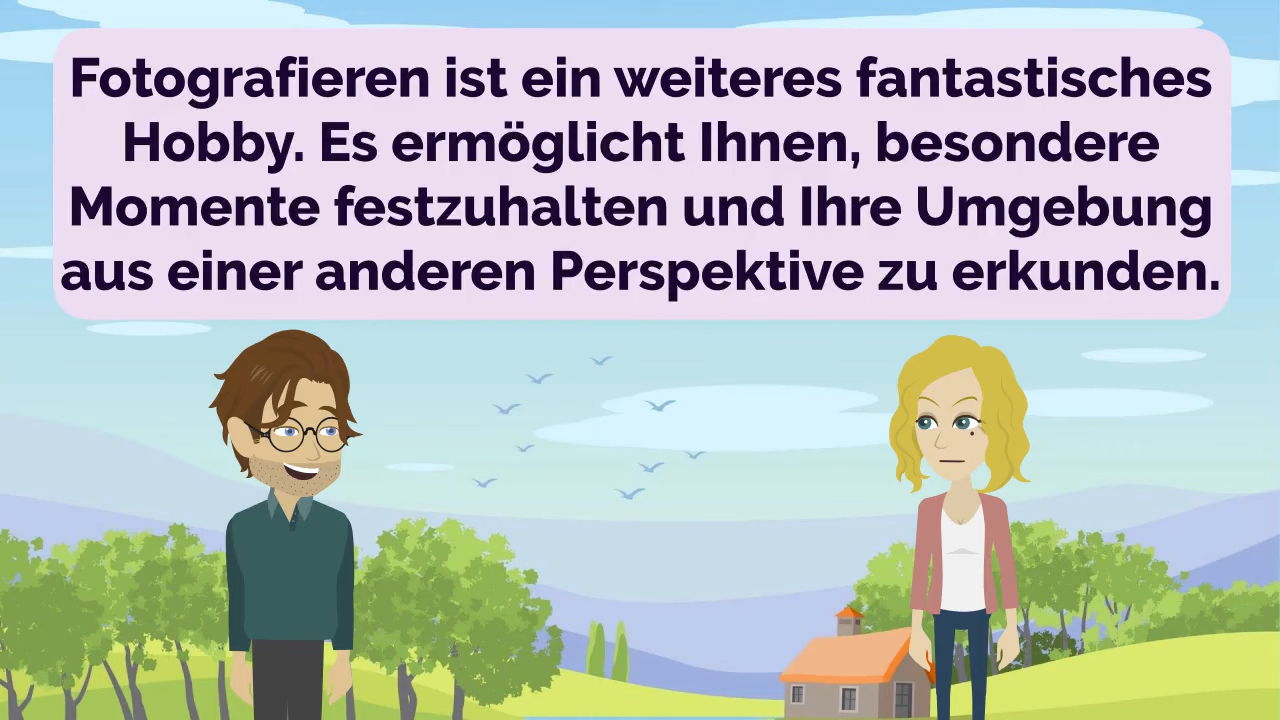 Fotografieren ist ein weiteres fantastisches
Hobby. Es ermöglicht Ihnen, besondere
Momente festzuhalten und Ihre Umgebung
aus einer anderen Perspektive zu erkunden.